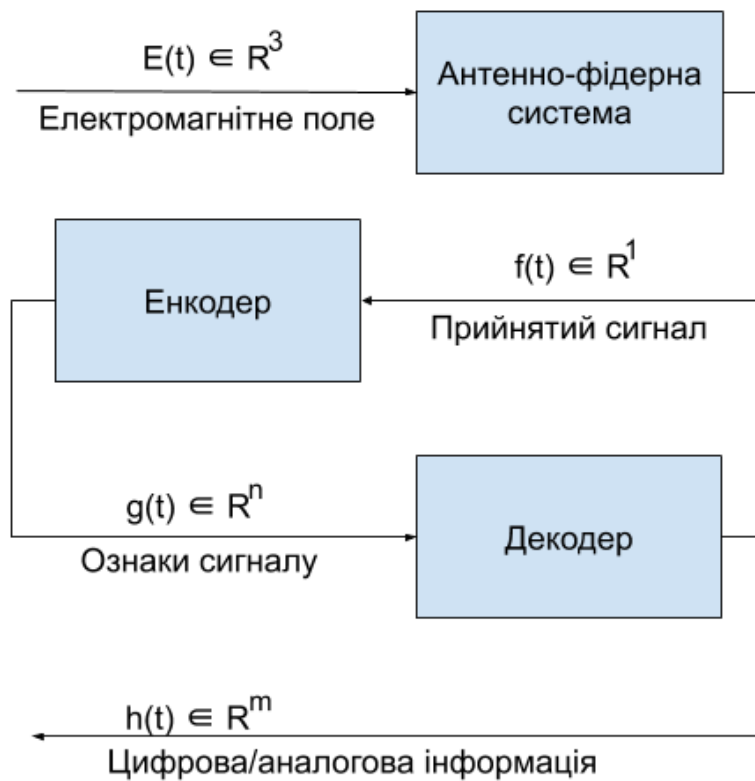 E(t) ∈ R³
Електромагнітне поле
Антенно-фідерна
система
f(t) ∈ R¹
Прийнятий сигнал
Енкодер
g(t) ∈ Rⁿ
Ознаки сигналу
Декодер
h(t) ∈ Rᵐ
Цифрова/аналогова інформація